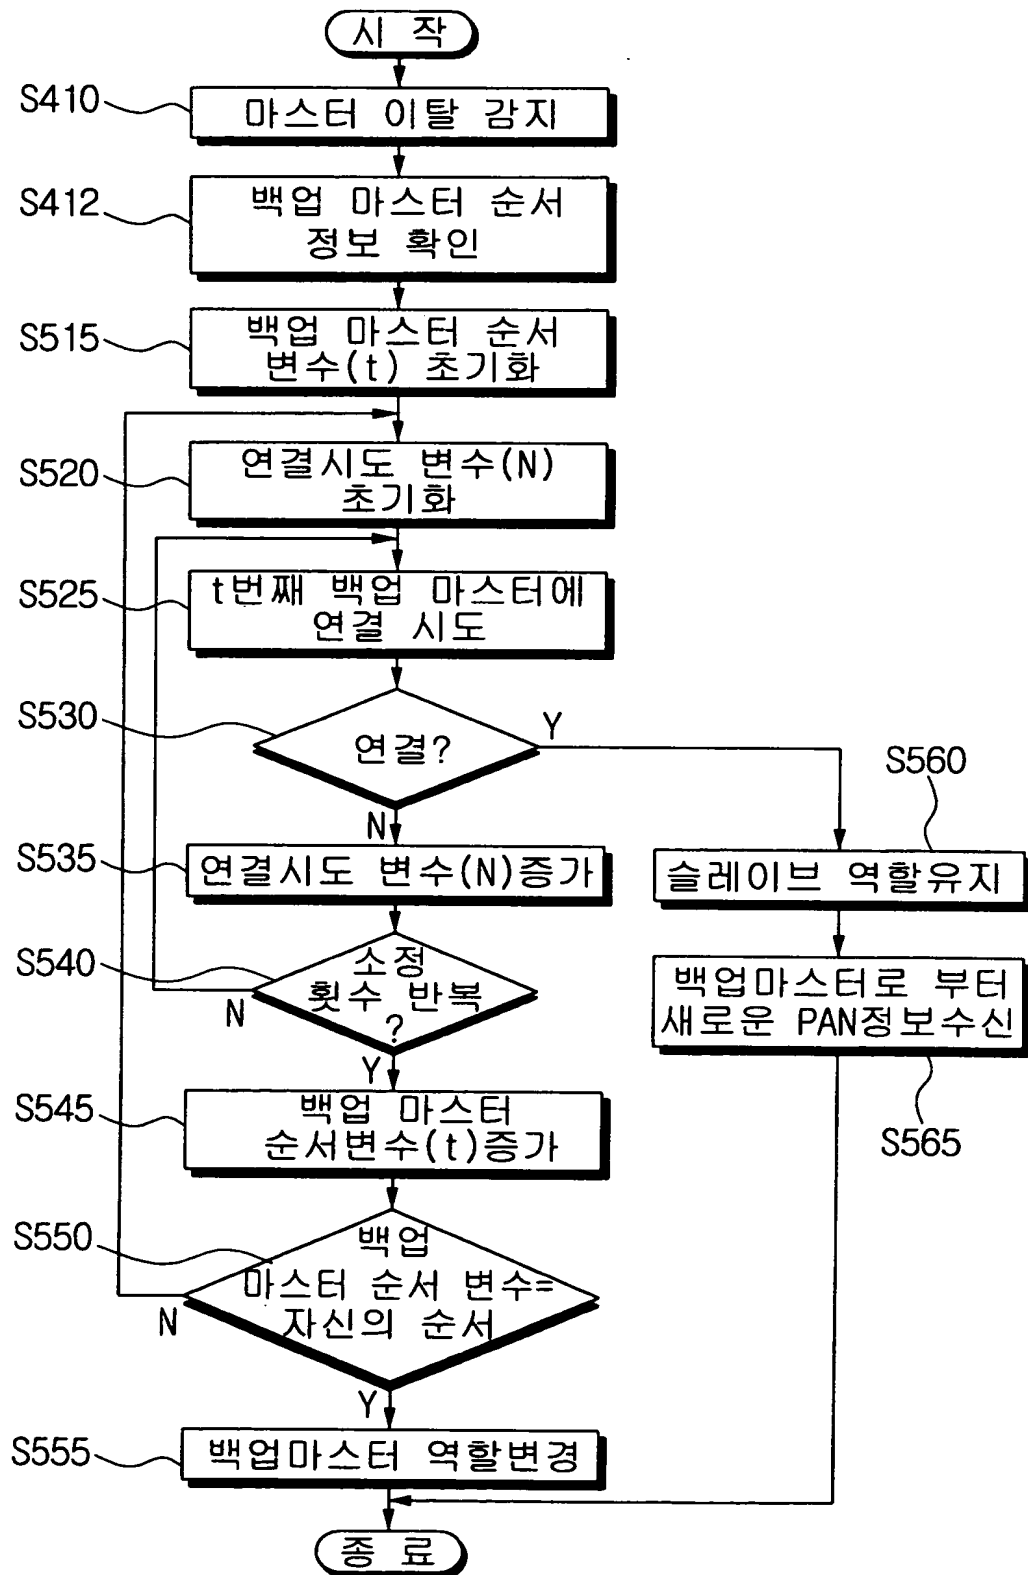 시 작
S410
마스터 이탈 감지
S412
백업 마스터 순서
정보 확인
S515
백업 마스터 순서
변수(t) 초기화
S520
연결시도 변수(N)
초기화
S525
t번째 백업 마스터에
연결 시도
S530
연결?
Y
N
S560
슬레이브 역할유지
S535
연결시도 변수(N)증가
S540
소정
횟수 반복
?
N
Y
백업마스터로 부터
새로운 PAN정보수신
S565
S545
백업 마스터
순서변수(t)증가
S550
백업
마스터 순서 변수=
자신의 순서
N
Y
S555
백업마스터 역할변경
종 료